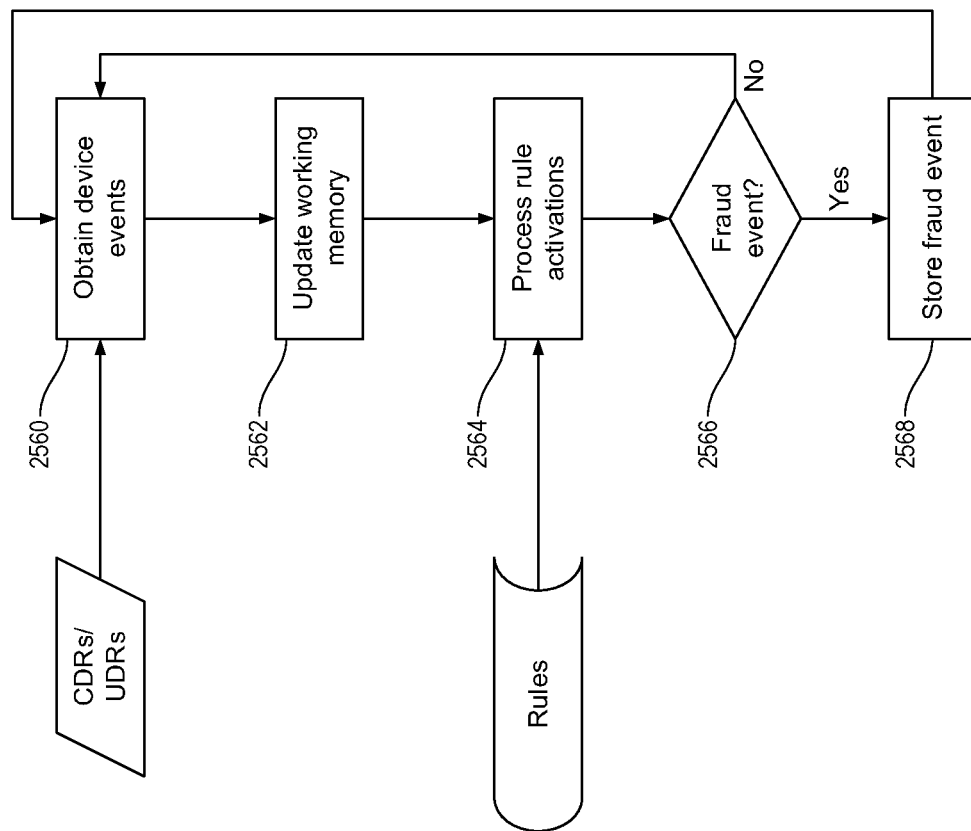 CDRs/
UDRs
2560
Obtain device
events
2562
Update working
memory
Rules
2564
Process rule
activations
2566
Fraud
event?
No
Yes
2568
Store fraud event